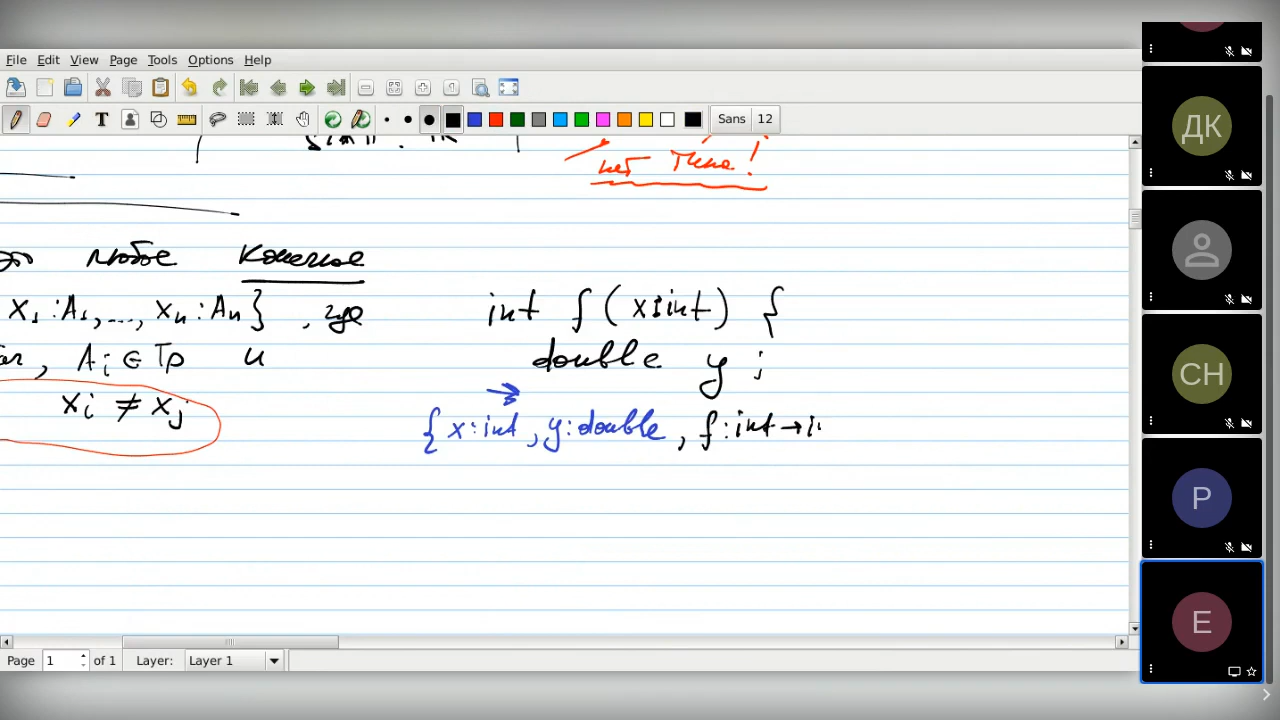 File Edit View Page Tools Options Help
Sans 12
нет типа!
любое конечное
x₁:A₁,..., xₙ:Aₙ} , где
Aᵢ ∈ Tp и
xᵢ ≠ xⱼ
int f (x:int) {
double y ;
{x:int, y:double, f:int→i
ДК
СН
Р
Е
Page 1 of 1 Layer: Layer 1